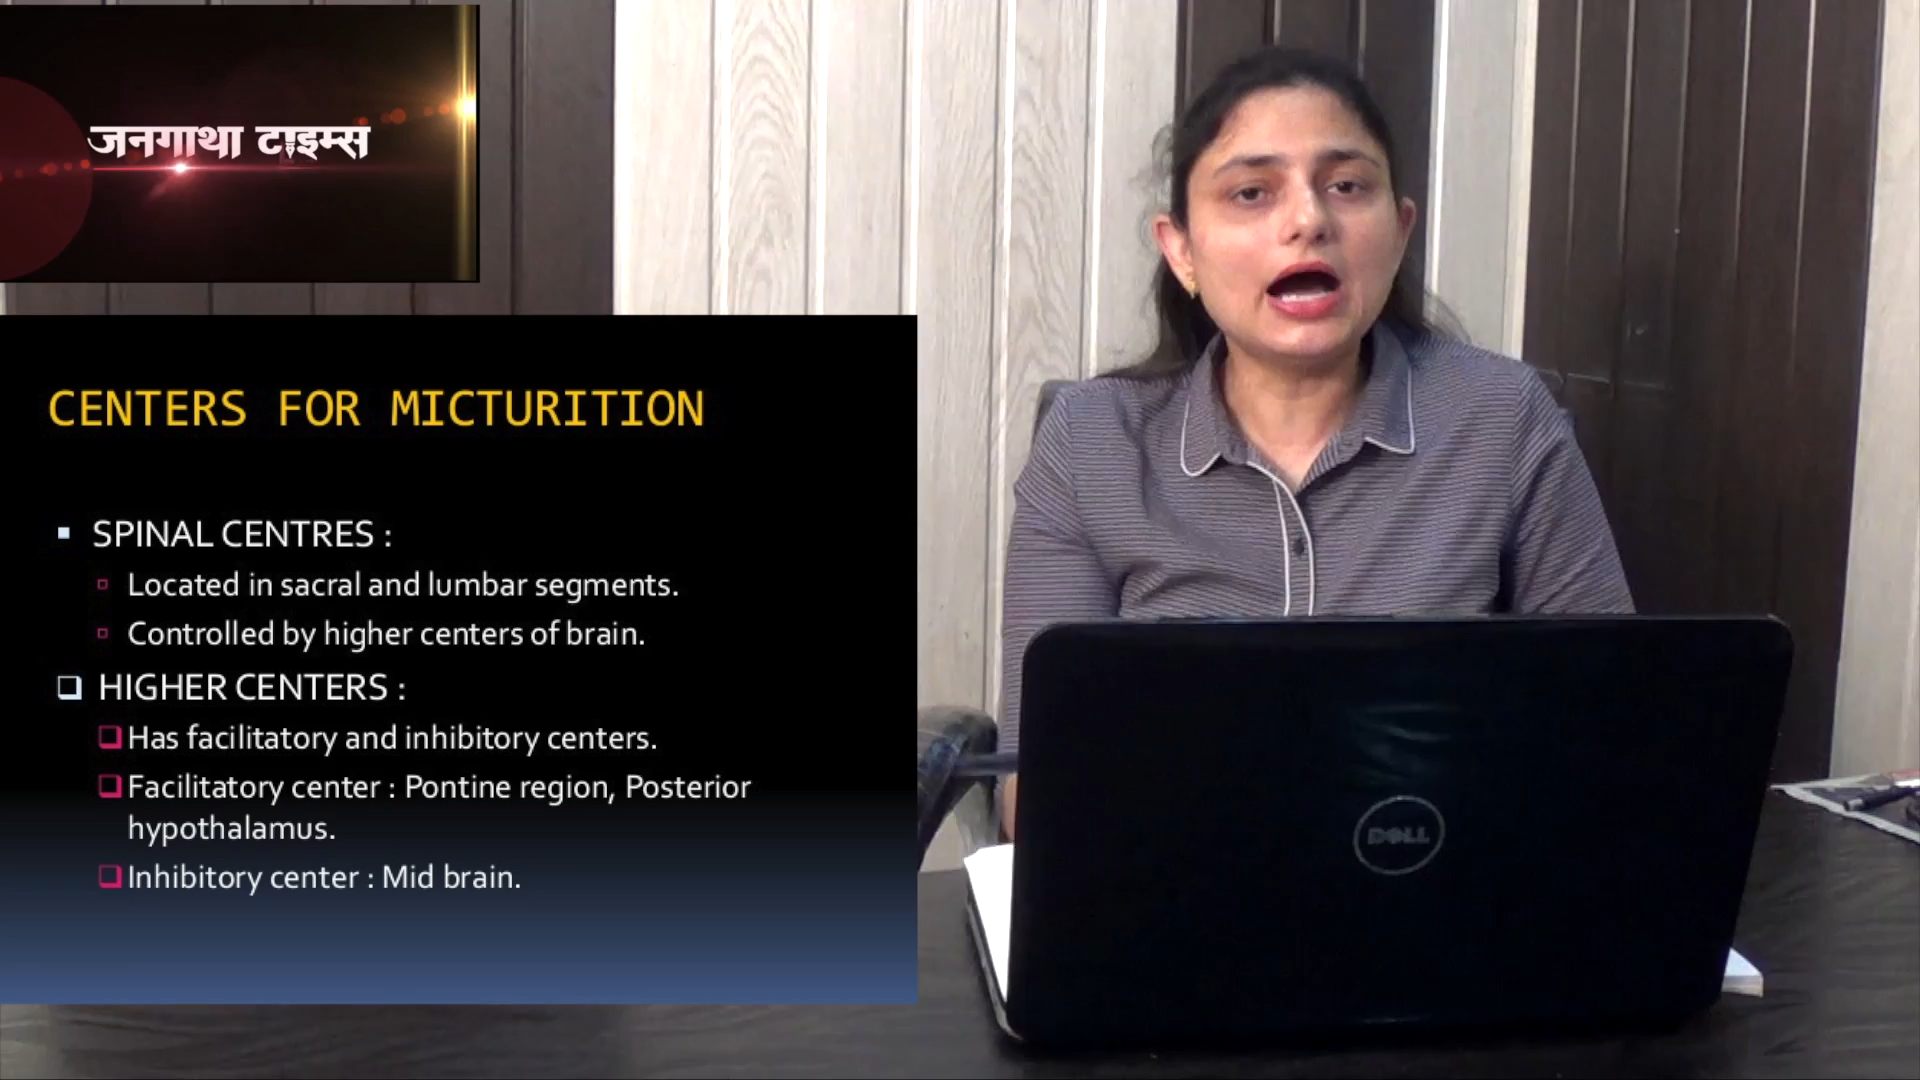 जनगाथा टाइम्स
CENTERS FOR MICTURITION
SPINAL CENTRES :
Located in sacral and lumbar segments.
Controlled by higher centers of brain.
HIGHER CENTERS :
Has facilitatory and inhibitory centers.
Facilitatory center : Pontine region, Posterior
hypothalamus.
Inhibitory center : Mid brain.
DELL